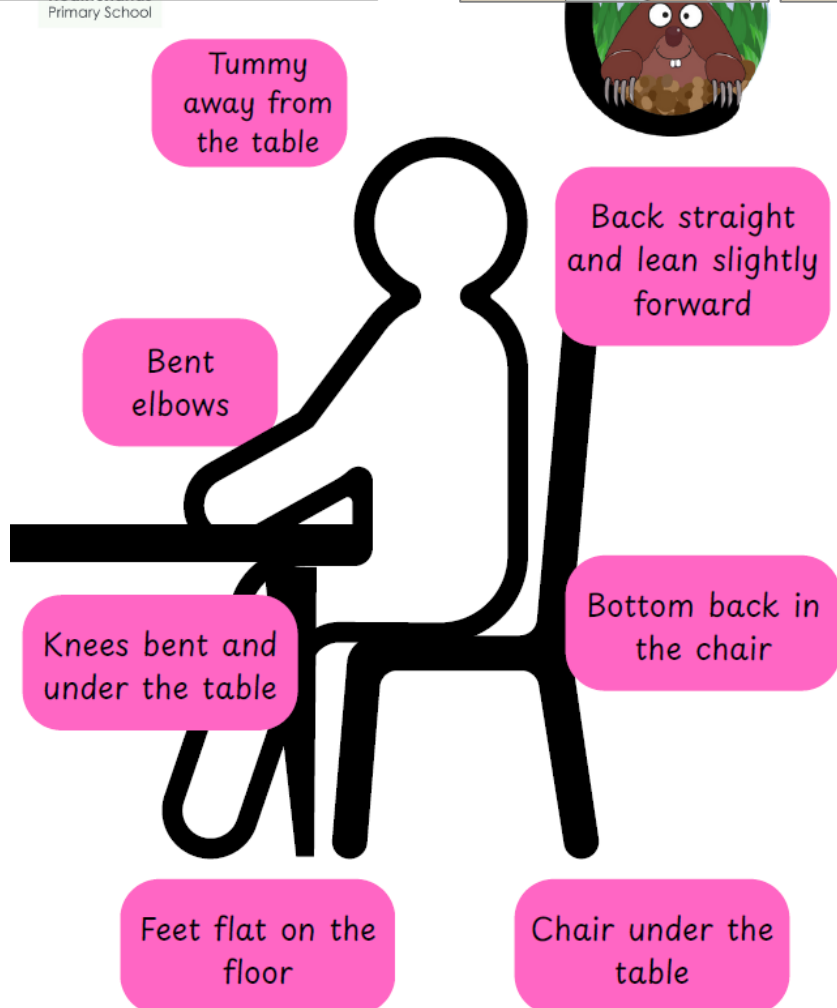 Primary School
Tummy
away from
the table
Back straight
and lean slightly
forward
Bent
elbows
Bottom back in
the chair
Knees bent and
under the table
Feet flat on the
floor
Chair under the
table